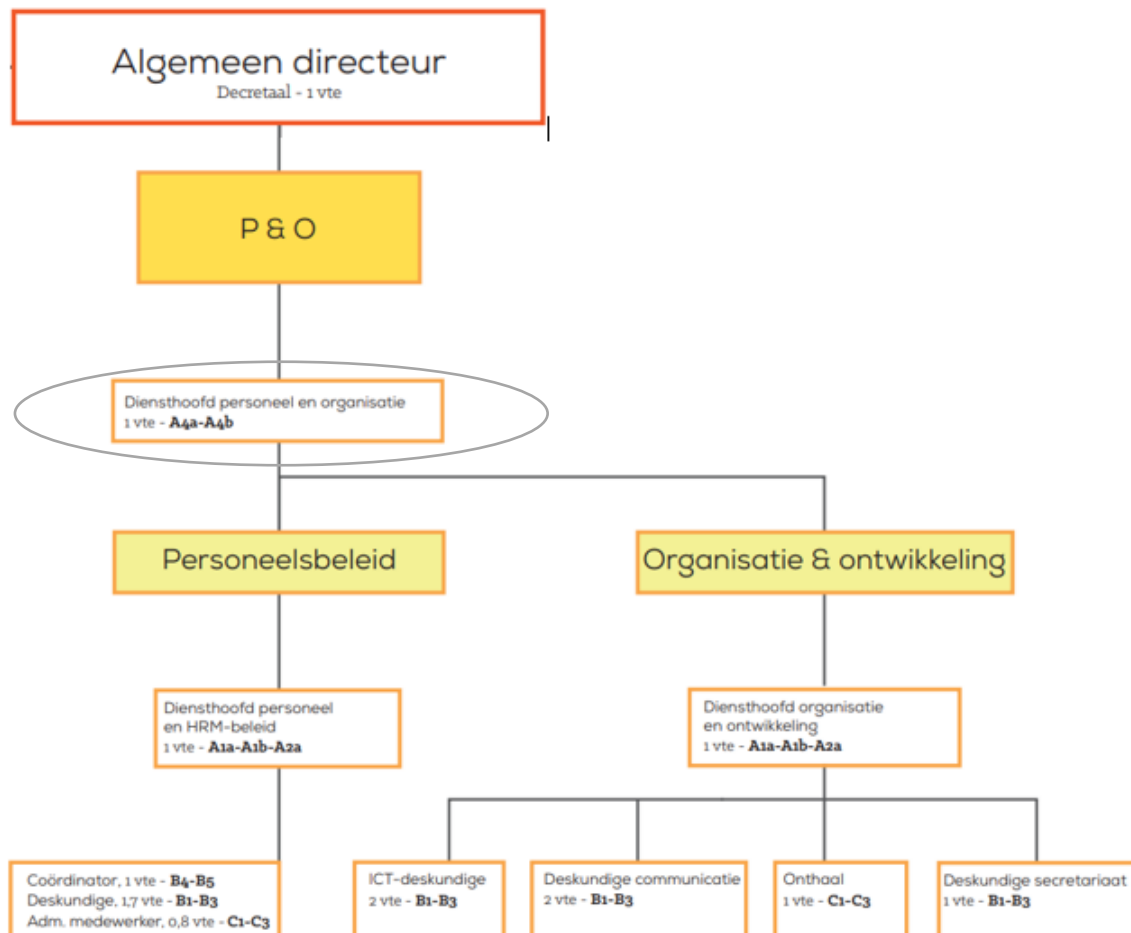 Algemeen directeur
Decretaal - 1 vte
P & O
Diensthoofd personeel en organisatie
1 vte - A4a-A4b
Personeelsbeleid
Organisatie & ontwikkeling
Diensthoofd personeel
en HRM-beleid
1 vte - A1a-A1b-A2a
Diensthoofd organisatie
en ontwikkeling
1 vte - A1a-A1b-A2a
Coördinator, 1 vte - B4-B5
Deskundige, 1,7 vte - B1-B3
Adm. medewerker, 0,8 vte - C1-C3
ICT-deskundige
2 vte - B1-B3
Deskundige communicatie
2 vte - B1-B3
Onthaal
1 vte - C1-C3
Deskundige secretariaat
1 vte - B1-B3